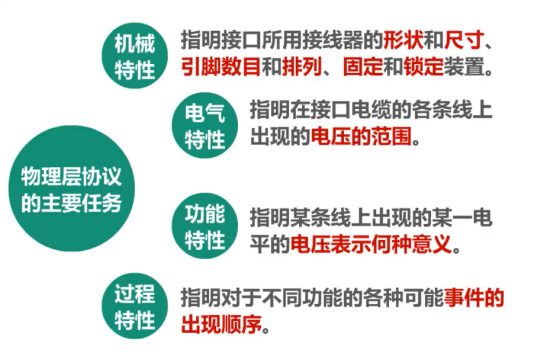 机械
特性
指明接口所用接线器的形状和尺寸、
引脚数目和排列、固定和锁定装置。
电气
特性
指明在接口电缆的各条线上
出现的电压的范围。
物理层协议
的主要任务
功能
特性
指明某条线上出现的某一电
平的电压表示何种意义。
过程
特性
指明对于不同功能的各种可能事件的
出现顺序。